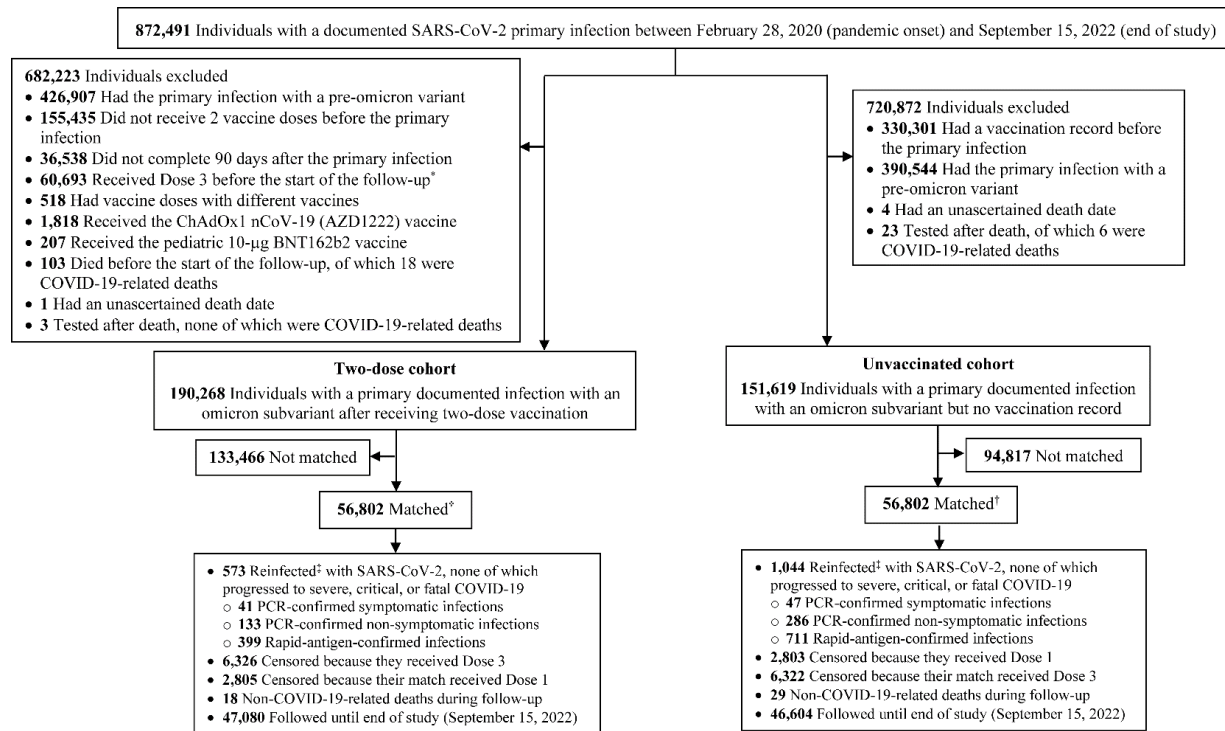 872,491 Individuals with a documented SARS-CoV-2 primary infection between February 28, 2020 (pandemic onset) and September 15, 2022 (end of study)
682,223 Individuals excluded
• 426,907 Had the primary infection with a pre-omicron variant
• 155,435 Did not receive 2 vaccine doses before the primary
infection
• 36,538 Did not complete 90 days after the primary infection
• 60,693 Received Dose 3 before the start of the follow-up*
• 518 Had vaccine doses with different vaccines
• 1,818 Received the ChAdOx1 nCoV-19 (AZD1222) vaccine
• 207 Received the pediatric 10-µg BNT162b2 vaccine
• 103 Died before the start of the follow-up, of which 18 were
COVID-19-related deaths
• 1 Had an unascertained death date
• 3 Tested after death, none of which were COVID-19-related deaths
720,872 Individuals excluded
• 330,301 Had a vaccination record before
the primary infection
• 390,544 Had the primary infection with a
pre-omicron variant
• 4 Had an unascertained death date
• 23 Tested after death, of which 6 were
COVID-19-related deaths
Two-dose cohort
190,268 Individuals with a primary documented infection with an
omicron subvariant after receiving two-dose vaccination
Unvaccinated cohort
151,619 Individuals with a primary documented infection
with an omicron subvariant but no vaccination record
133,466 Not matched
94,817 Not matched
56,802 Matched†
56,802 Matched†
• 573 Reinfected‡ with SARS-CoV-2, none of which
progressed to severe, critical, or fatal COVID-19
○ 41 PCR-confirmed symptomatic infections
○ 133 PCR-confirmed non-symptomatic infections
○ 399 Rapid-antigen-confirmed infections
• 6,326 Censored because they received Dose 3
• 2,805 Censored because their match received Dose 1
• 18 Non-COVID-19-related deaths during follow-up
• 47,080 Followed until end of study (September 15, 2022)
• 1,044 Reinfected‡ with SARS-CoV-2, none of which
progressed to severe, critical, or fatal COVID-19
○ 47 PCR-confirmed symptomatic infections
○ 286 PCR-confirmed non-symptomatic infections
○ 711 Rapid-antigen-confirmed infections
• 2,803 Censored because they received Dose 1
• 6,322 Censored because their match received Dose 3
• 29 Non-COVID-19-related deaths during follow-up
• 46,604 Followed until end of study (September 15, 2022)